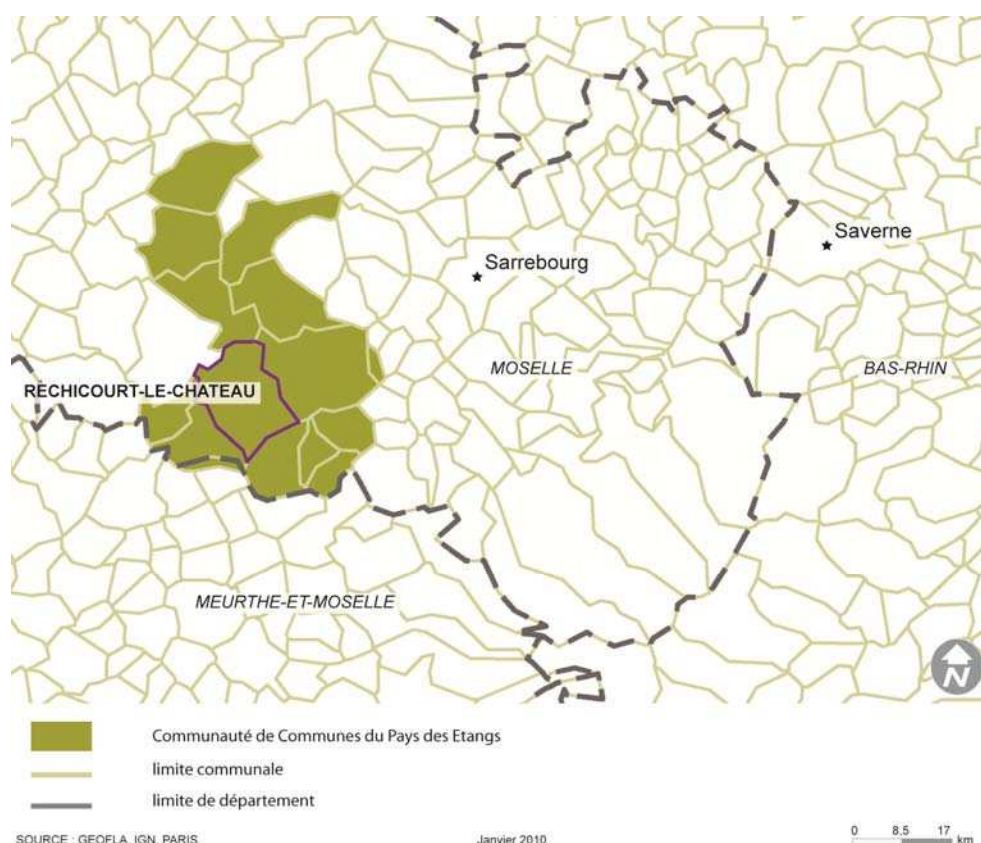 Saverne
Sarrebourg
MOSELLE
BAS-RHIN
RECHICOURT-LE-CHATEAU
MEURTHE-ET-MOSELLE
N
Communauté de Communes du Pays des Etangs
limite communale
limite de département
SOURCE : GEOFLA, IGN, PARIS
Janvier 2010
0 8,5 17
km